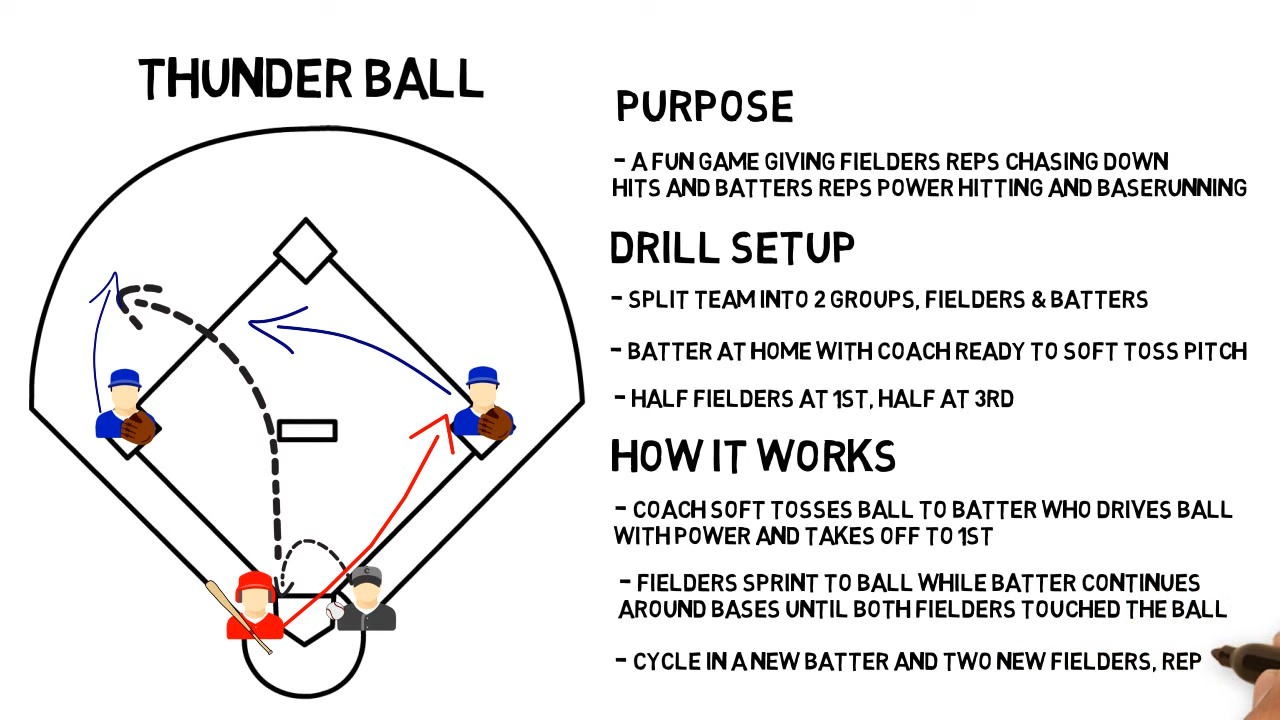 THUNDER BALL
PURPOSE
- A FUN GAME GIVING FIELDERS REPS CHASING DOWN
HITS AND BATTERS REPS POWER HITTING AND BASERUNNING
DRILL SETUP
- SPLIT TEAM INTO 2 GROUPS, FIELDERS & BATTERS
- BATTER AT HOME WITH COACH READY TO SOFT TOSS PITCH
- HALF FIELDERS AT 1ST, HALF AT 3RD
HOW IT WORKS
- COACH SOFT TOSSES BALL TO BATTER WHO DRIVES BALL
WITH POWER AND TAKES OFF TO 1ST
- FIELDERS SPRINT TO BALL WHILE BATTER CONTINUES
AROUND BASES UNTIL BOTH FIELDERS TOUCHED THE BALL
- CYCLE IN A NEW BATTER AND TWO NEW FIELDERS, REP
C